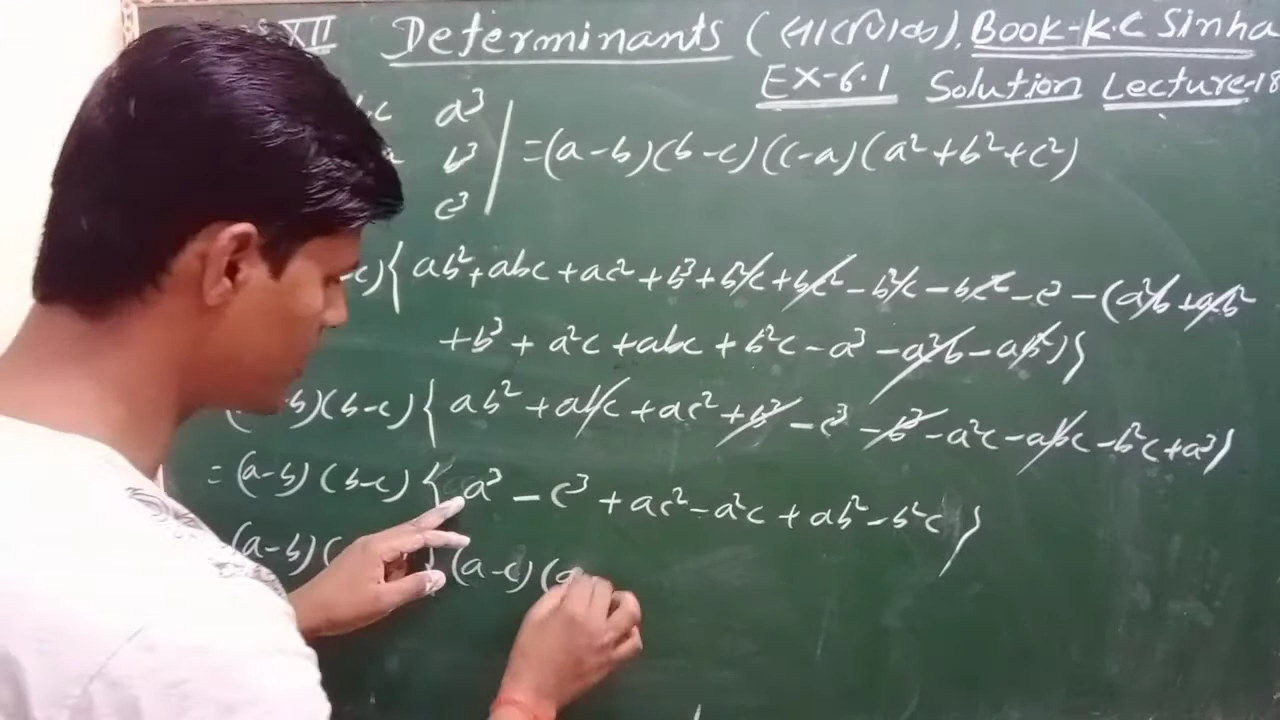 XII Determinants (सारणिक), Book-K.C Sinha
EX-6.1 Solution Lecture-18
c a³
b³ | =(a-b)(b-c)(c-a)(a²+b²+c²)
c³
-c){ab²+abc+ac²+b³+b²c+bc²-b²c-bc²-c³-(a²b+ab²
+b³+a²c+abc+b²c-a³-a²b-ab²)}
b)(b-c){ab²+abc+ac²+b³-c³-b³-a²c-abc-b²c+a³)
=(a-b)(b-c){a³-c³+ac²-a²c+ab²-b²c}
(a-b)( (a-c)(a